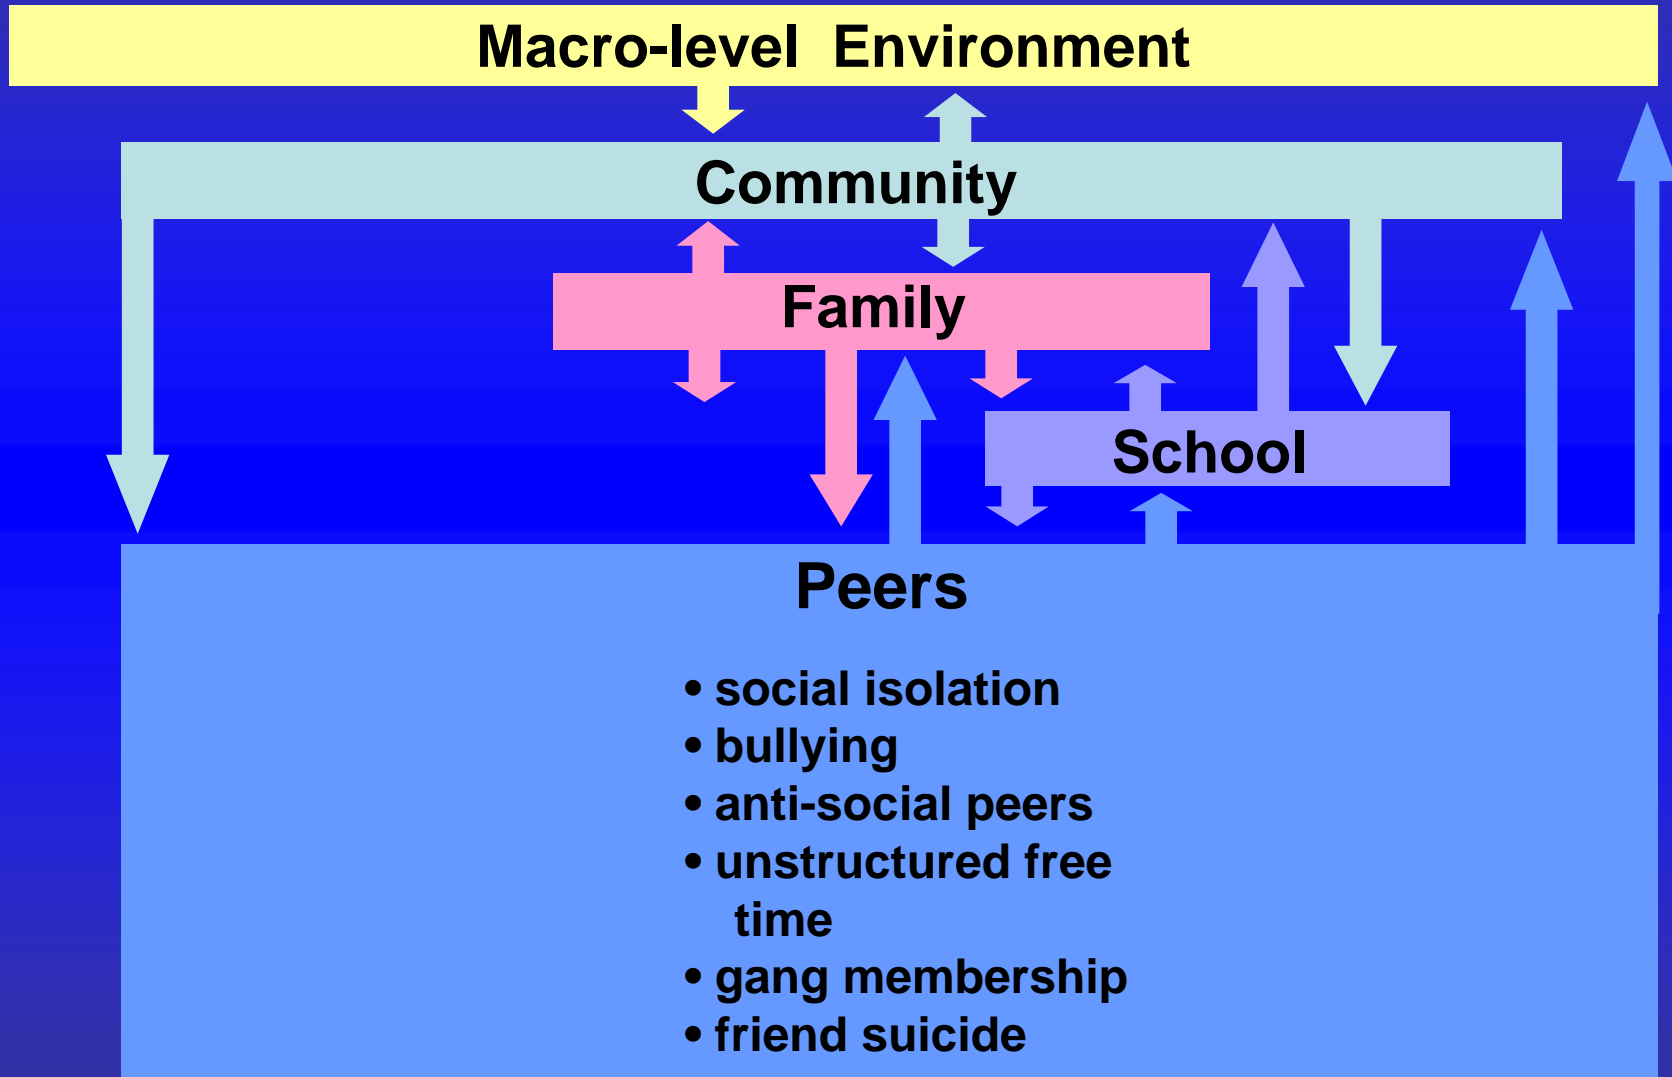 Macro-level Environment
Community
Family
School
Peers
• social isolation
• bullying
• anti-social peers
• unstructured free
time
• gang membership
• friend suicide